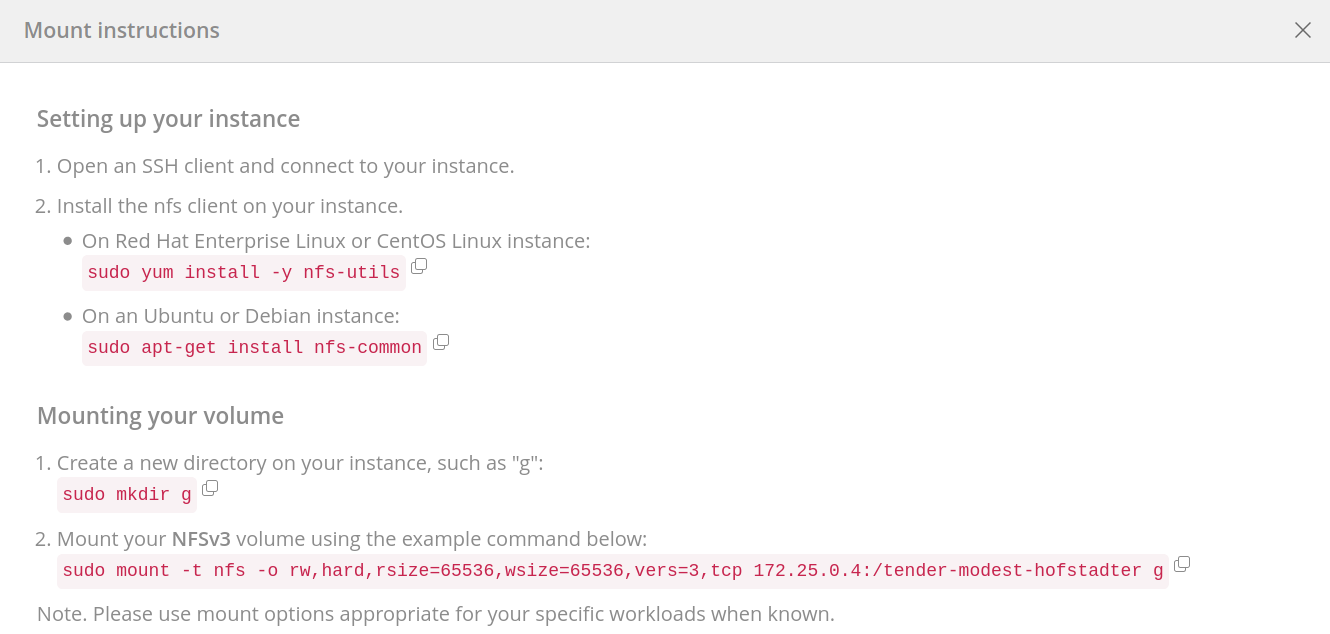 Mount instructions
Setting up your instance
1. Open an SSH client and connect to your instance.
2. Install the nfs client on your instance.
● On Red Hat Enterprise Linux or CentOS Linux instance:
sudo yum install -y nfs-utils
● On an Ubuntu or Debian instance:
sudo apt-get install nfs-common
Mounting your volume
1. Create a new directory on your instance, such as "g":
sudo mkdir g
2. Mount your NFSv3 volume using the example command below:
sudo mount -t nfs -o rw,hard,rsize=65536,wsize=65536,vers=3,tcp 172.25.0.4:/tender-modest-hofstadter g
Note. Please use mount options appropriate for your specific workloads when known.